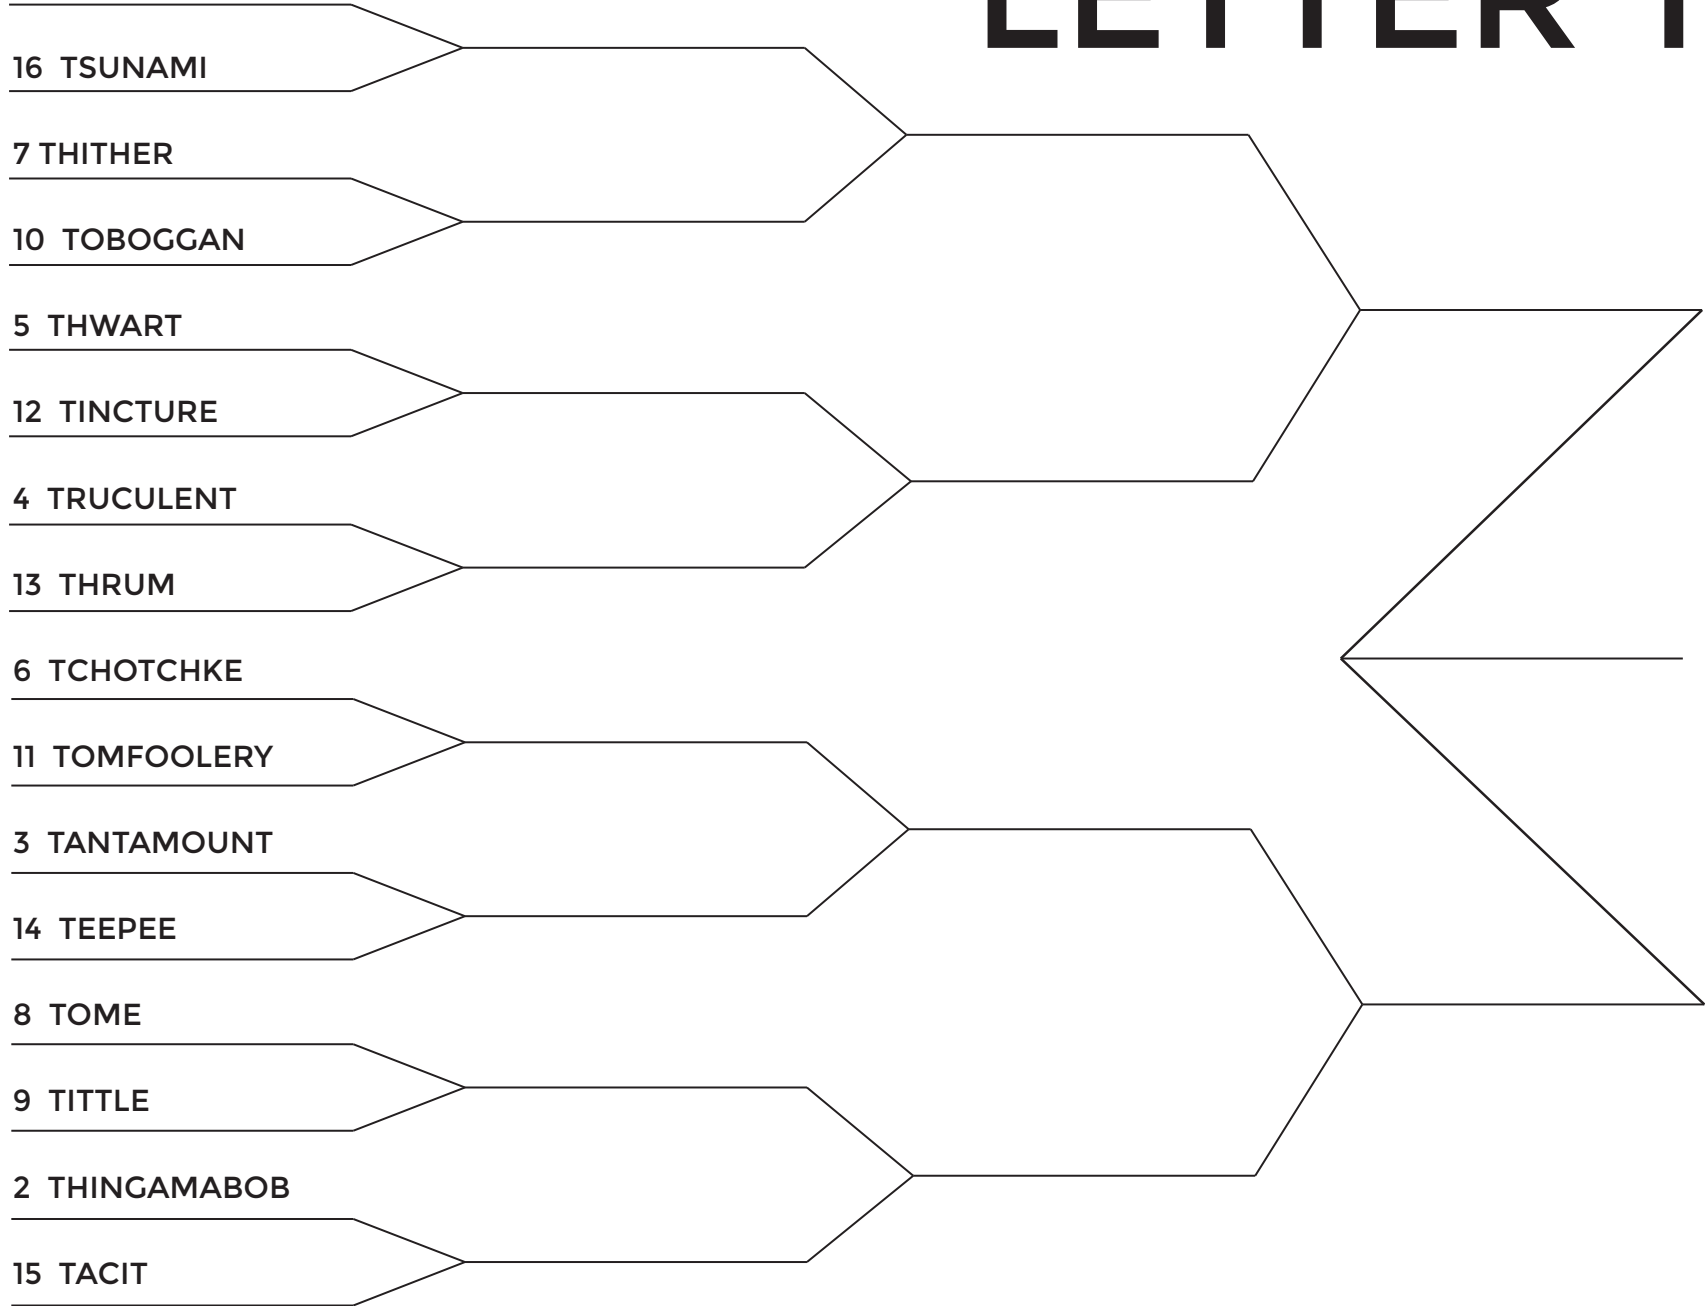 LETTER T
16 TSUNAMI
7 THITHER
10 TOBOGGAN
5 THWART
12 TINCTURE
4 TRUCULENT
13 THRUM
6 TCHOTCHKE
11 TOMFOOLERY
3 TANTAMOUNT
14 TEEPEE
8 TOME
9 TITTLE
2 THINGAMABOB
15 TACIT